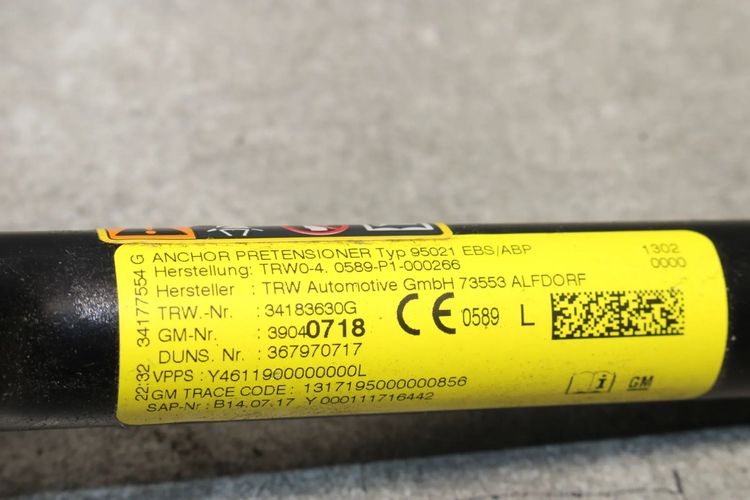 ANCHOR PRETENSIONER Typ 95021 EBS/ABP
Herstellung: TRW0-4. 0589-P1-000266
Hersteller : TRW Automotive GmbH 73553 ALFDORF
TRW.-Nr. : 34183630G
GM-Nr. : 39040718
DUNS. Nr. : 367970717
VPPS : Y4611900000000L
GM TRACE CODE : 1317195000000856
SAP-Nr : B14.07.17 Y000111716442
22:32 34177554 G
CE 0589 L
1302
0000
i
GM